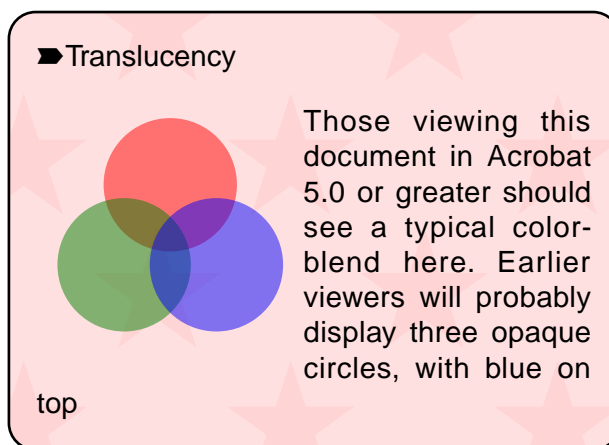 Translucency
Those viewing this
document in Acrobat
5.0 or greater should
see a typical color-
blend here. Earlier
viewers will probably
display three opaque
circles, with blue on
top